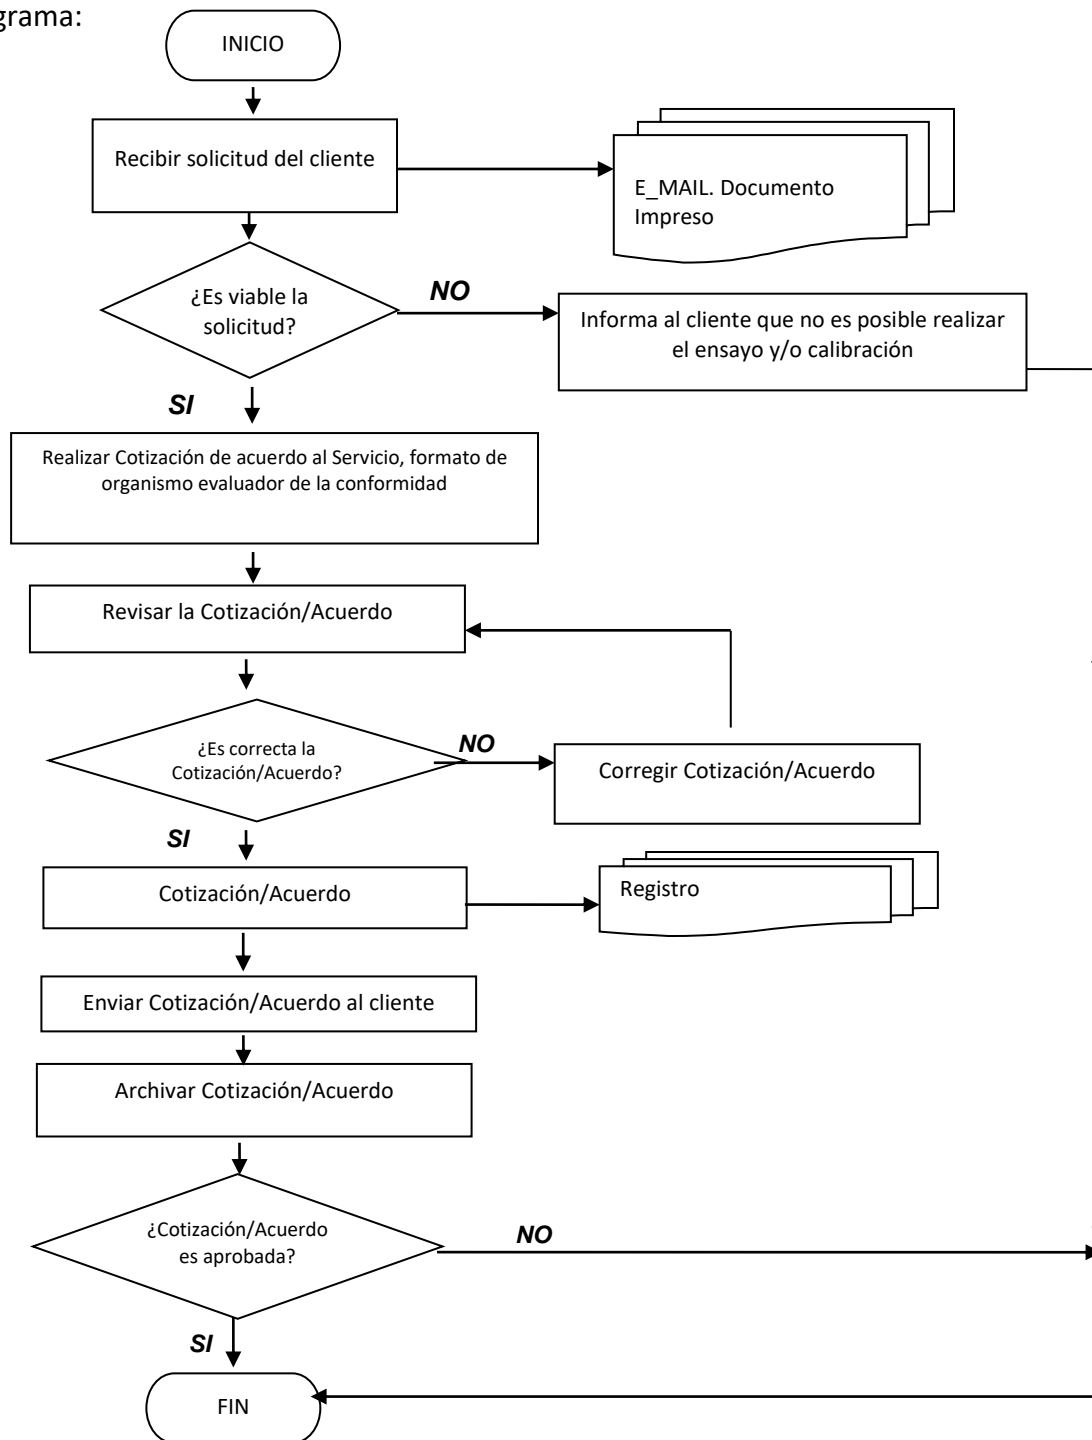 grama:
INICIO
Recibir solicitud del cliente
E_MAIL. Documento
Impreso
¿Es viable la
solicitud?
NO
Informa al cliente que no es posible realizar
el ensayo y/o calibración
SI
Realizar Cotización de acuerdo al Servicio, formato de
organismo evaluador de la conformidad
Revisar la Cotización/Acuerdo
¿Es correcta la
Cotización/Acuerdo?
NO
Corregir Cotización/Acuerdo
SI
Cotización/Acuerdo
Registro
Enviar Cotización/Acuerdo al cliente
Archivar Cotización/Acuerdo
¿Cotización/Acuerdo
es aprobada?
NO
SI
FIN